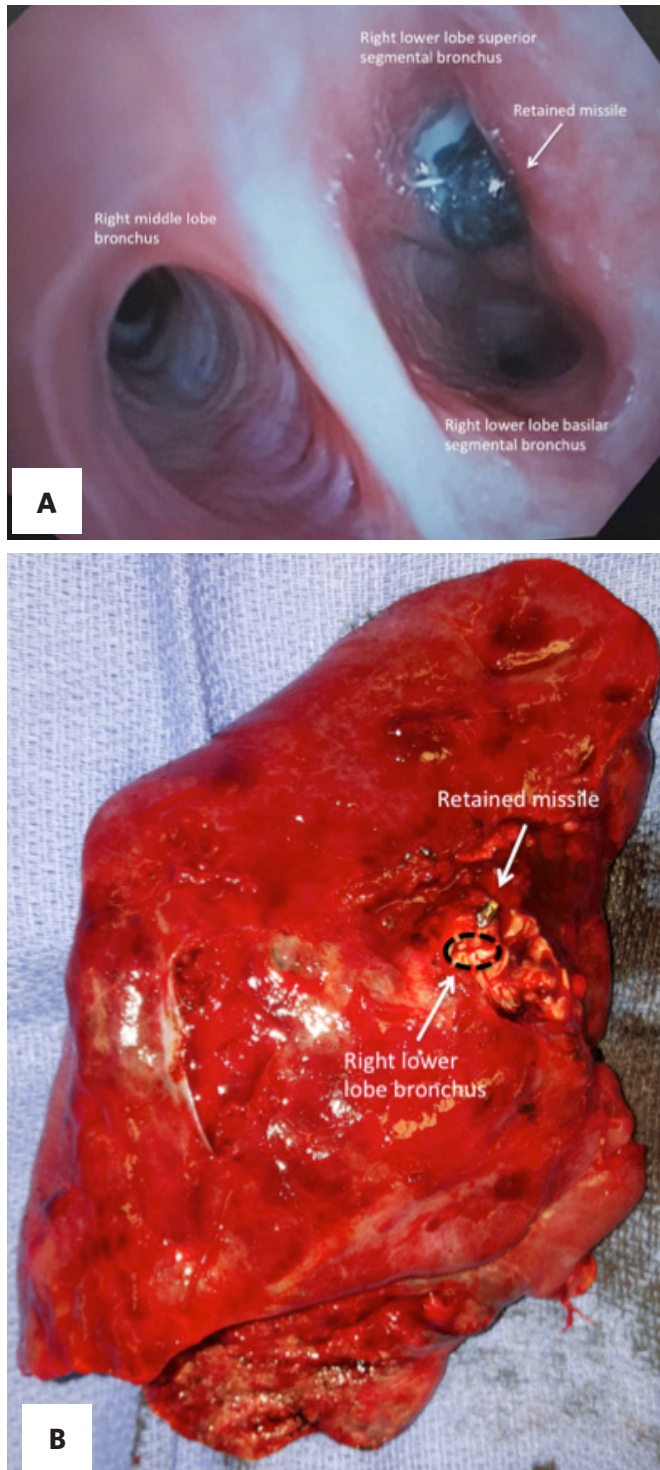 Right lower lobe superior
segmental bronchus
Retained missile
Right middle lobe
bronchus
Right lower lobe basilar
segmental bronchus
A
Retained missile
Right lower
lobe bronchus
B